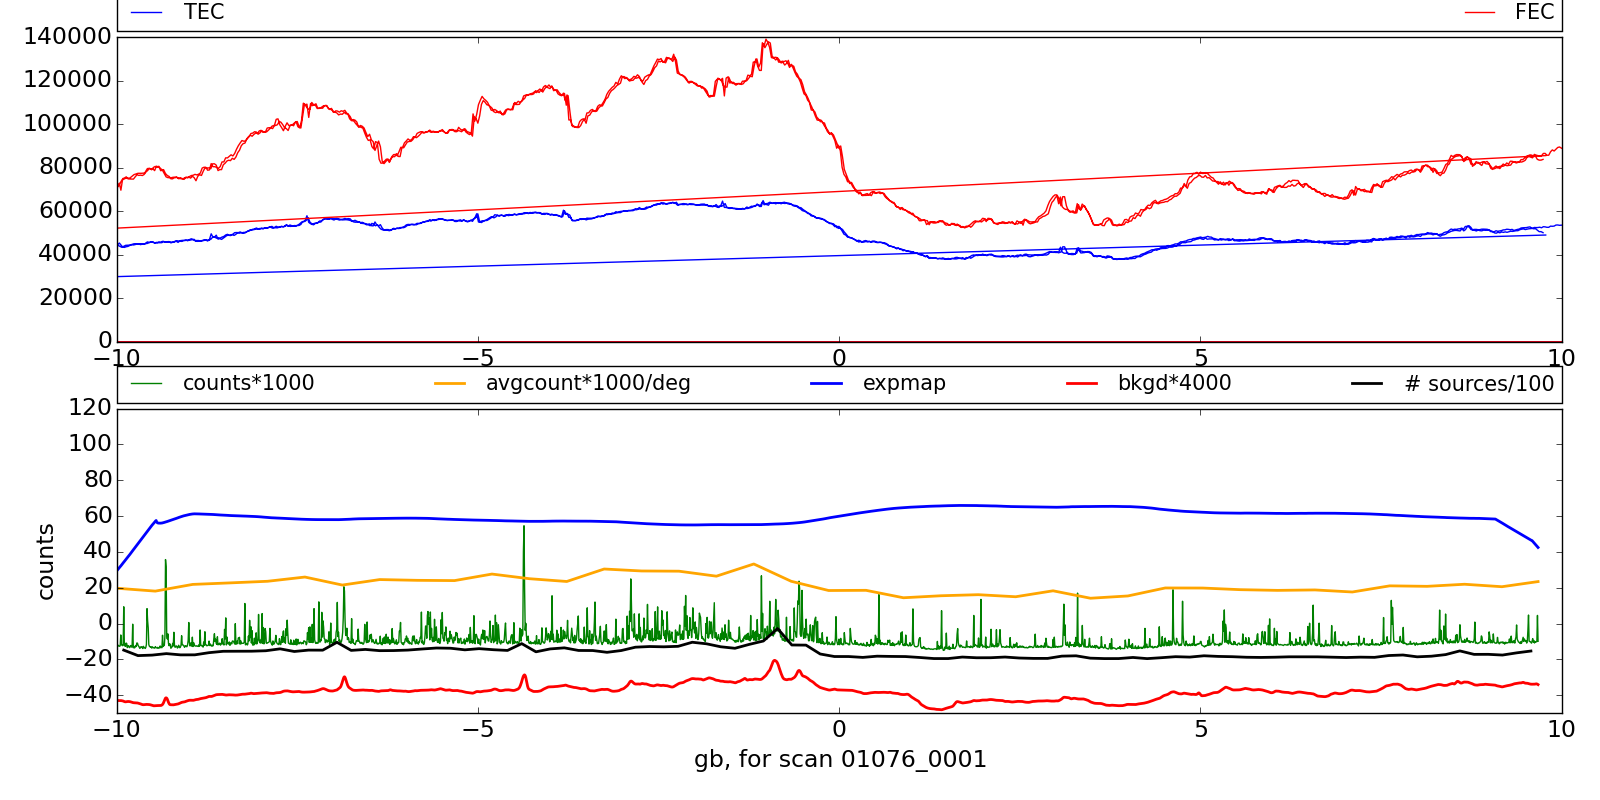 TEC FEC
140000
120000
100000
80000
60000
40000
20000
0
−10 −5 0 5 10
counts*1000 avgcount*1000/deg expmap bkgd*4000 # sources/100
120
100
80
60
40
20
0
−20
−40
counts
−10 −5 0 5 10
gb, for scan 01076_0001